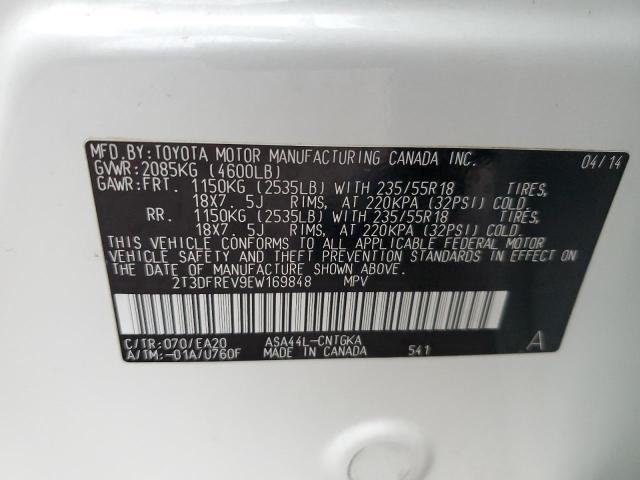 MFD.BY:TOYOTA MOTOR MANUFACTURING CANADA INC. 04/14
GVWR:2085KG (4600LB)
GAWR:FRT. 1150KG (2535LB) WITH 235/55R18 TIRES,
18X7.5J RIMS, AT 220KPA (32PSI) COLD.
RR. 1150KG (2535LB) WITH 235/55R18 TIRES,
18X7.5J RIMS, AT 220KPA (32PSI) COLD.
THIS VEHICLE CONFORMS TO ALL APPLICABLE FEDERAL MOTOR
VEHICLE SAFETY AND THEFT PREVENTION STANDARDS IN EFFECT ON
THE DATE OF MANUFACTURE SHOWN ABOVE.
2T3DFREV9EW169848 MPV
C/TR:070/EA20 ASA44L-CNTGKA A
A/TM:-01A/U760F MADE IN CANADA 541